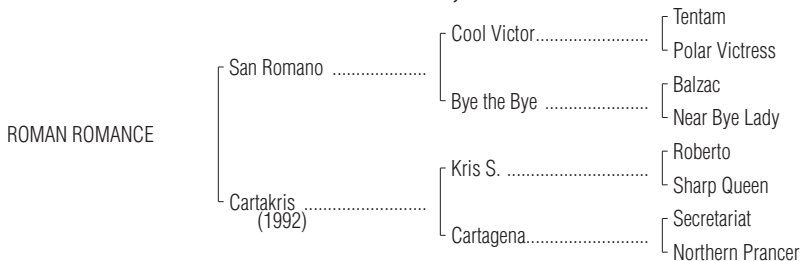 Tentam
Cool Victor......................
Polar Victress
San Romano ....................
Balzac
Bye the Bye ......................
Near Bye Lady
ROMAN ROMANCE
Roberto
Kris S. ..............................
Sharp Queen
Cartakris ..........................
(1992)
Secretariat
Cartagena..........................
Northern Prancer